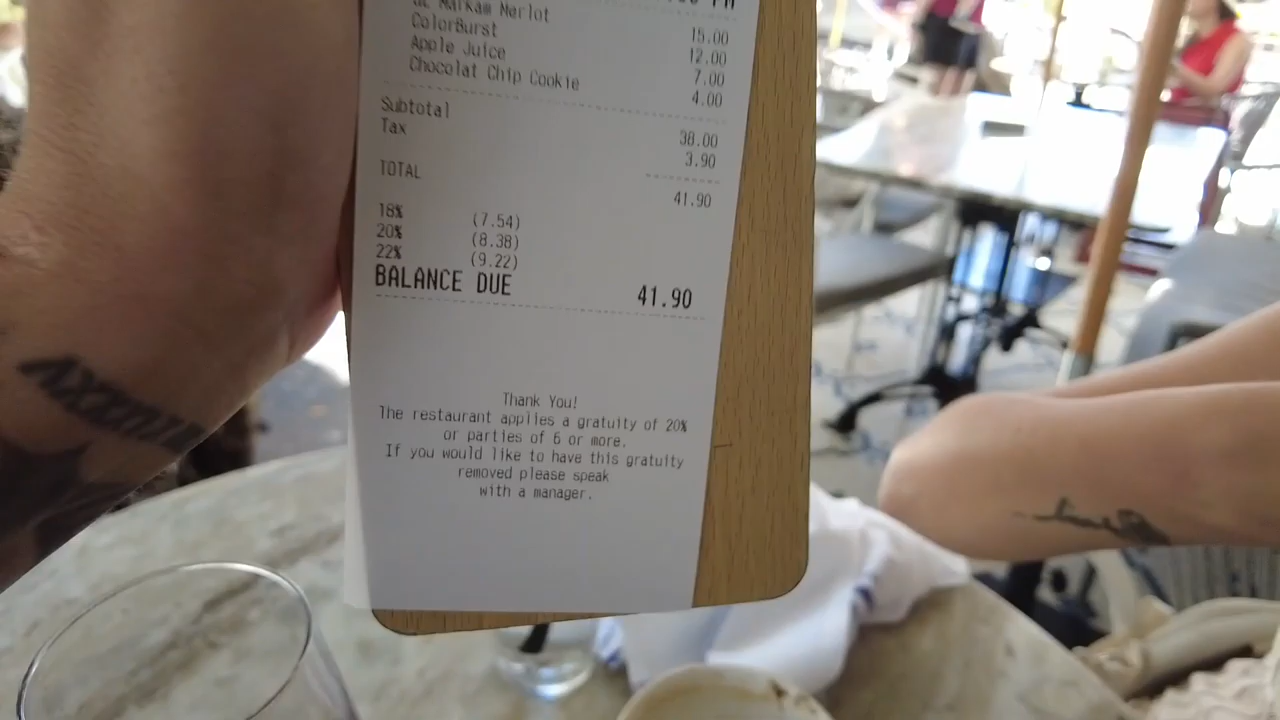 GL Markam Merlot 15.00
ColorBurst 12.00
Apple Juice 7.00
Chocolat Chip Cookie 4.00
Subtotal 38.00
Tax 3.90
TOTAL 41.90
18% (7.54)
20% (8.38)
22% (9.22)
BALANCE DUE 41.90
Thank You!
The restaurant applies a gratuity of 20%
or parties of 6 or more.
If you would like to have this gratuity
removed please speak
with a manager.